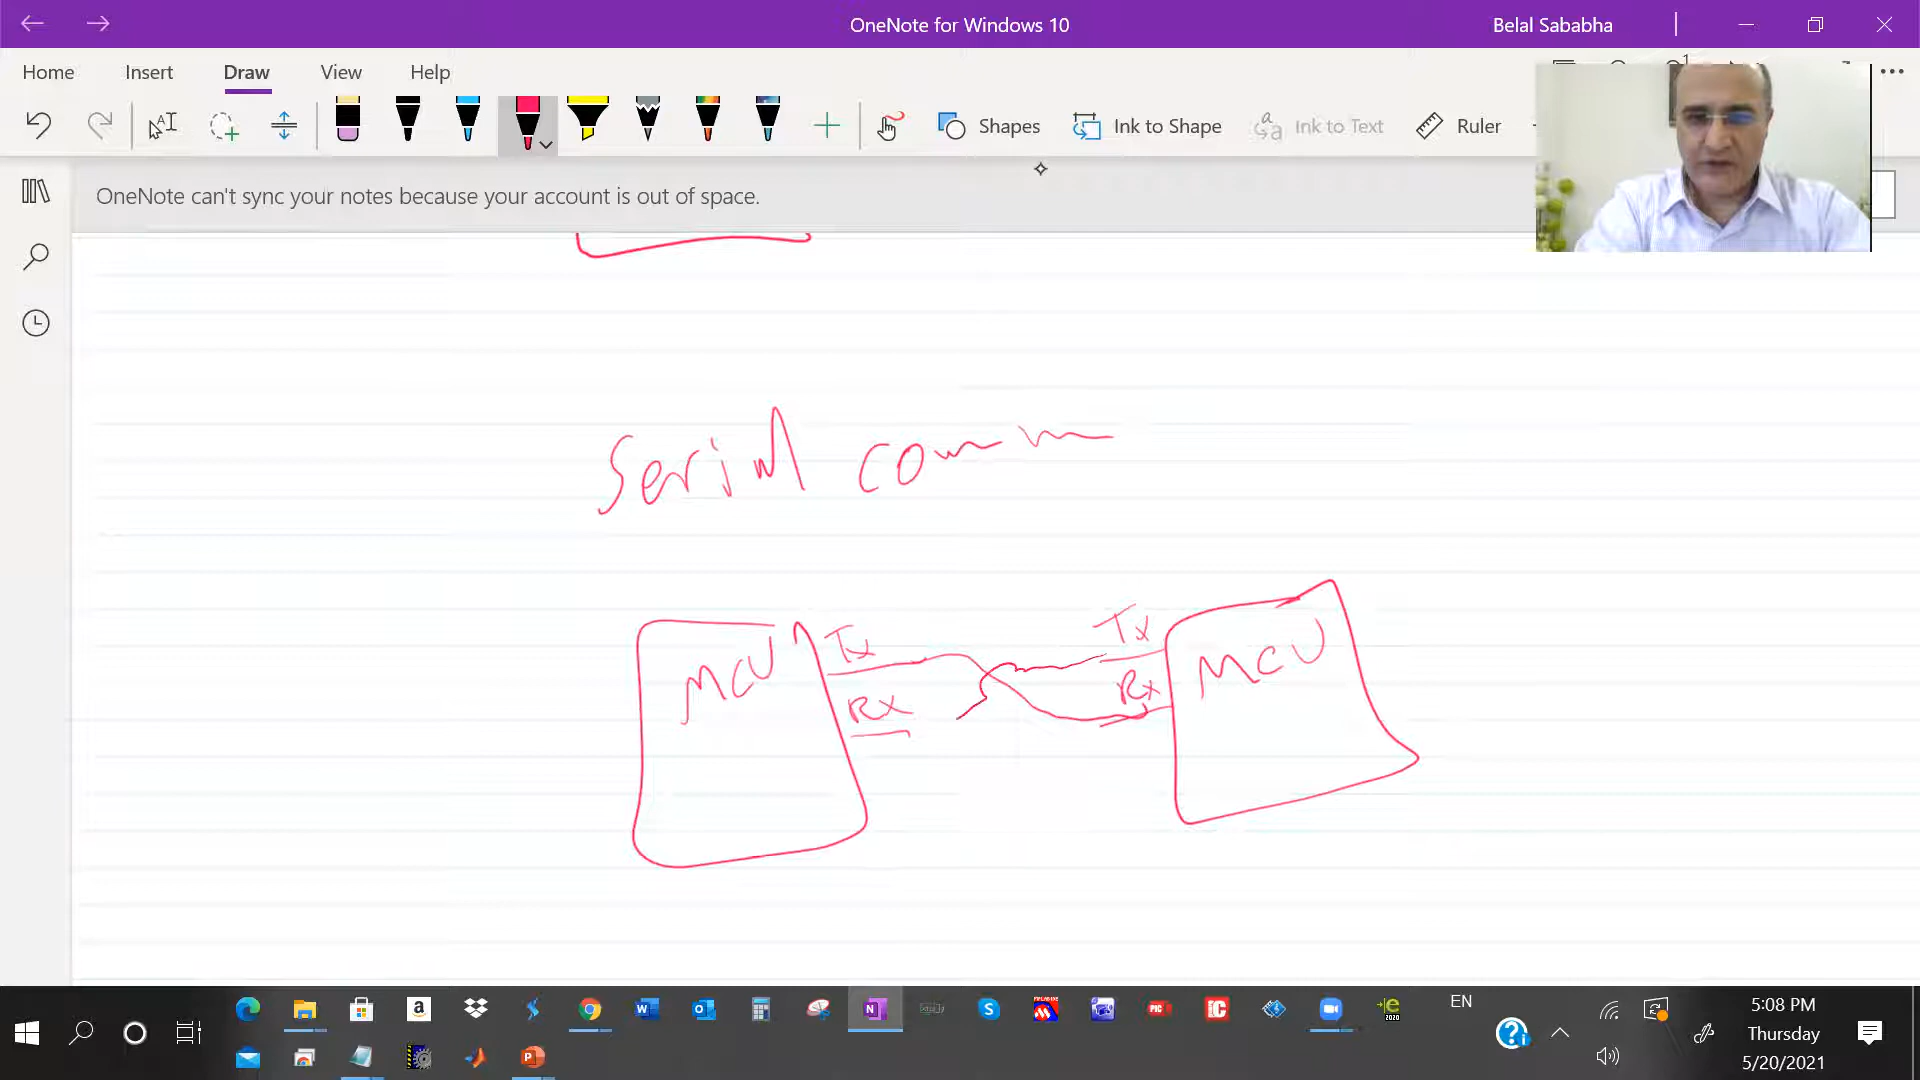 OneNote for Windows 10
Belal Sababha
Home Insert Draw View Help
Shapes Ink to Shape Ink to Text Ruler
OneNote can't sync your notes because your account is out of space.
Serial comm
Tx Tx
MCU MCU
Rx Rx
EN
5:08 PM
Thursday
5/20/2021